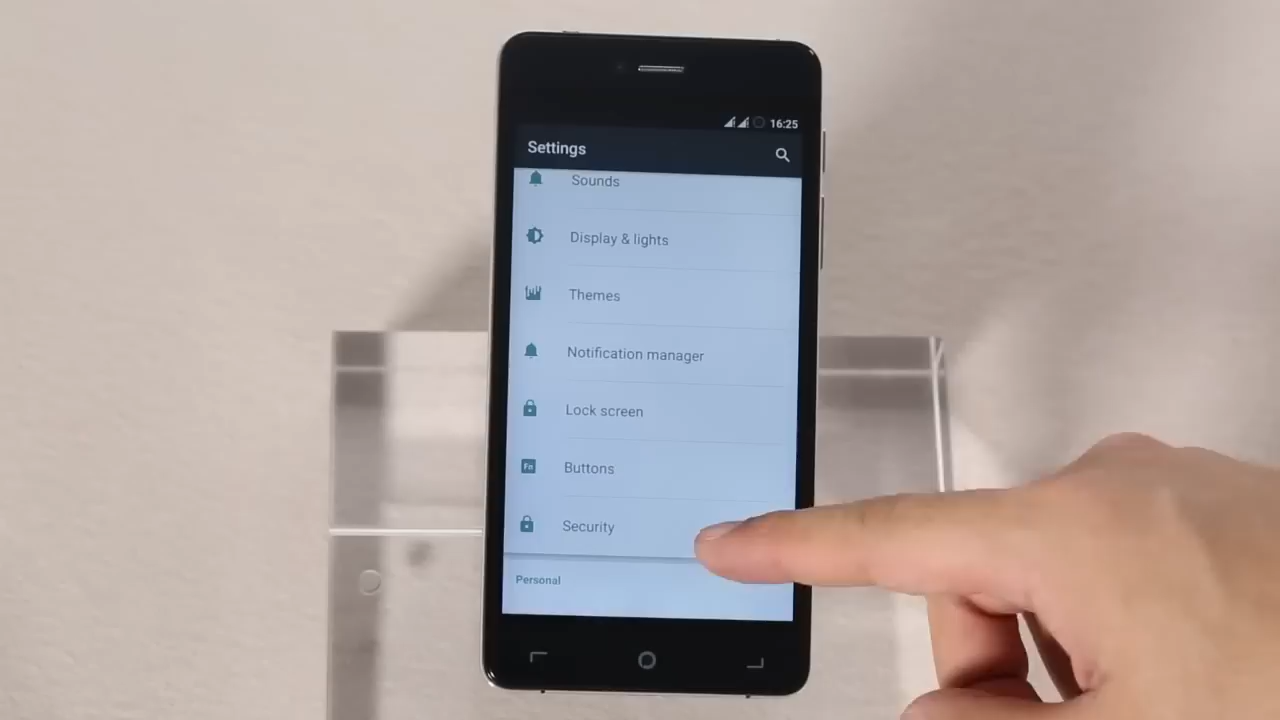 16:25
Settings
Sounds
Display & lights
Themes
Notification manager
Lock screen
Fn
Buttons
Security
Personal